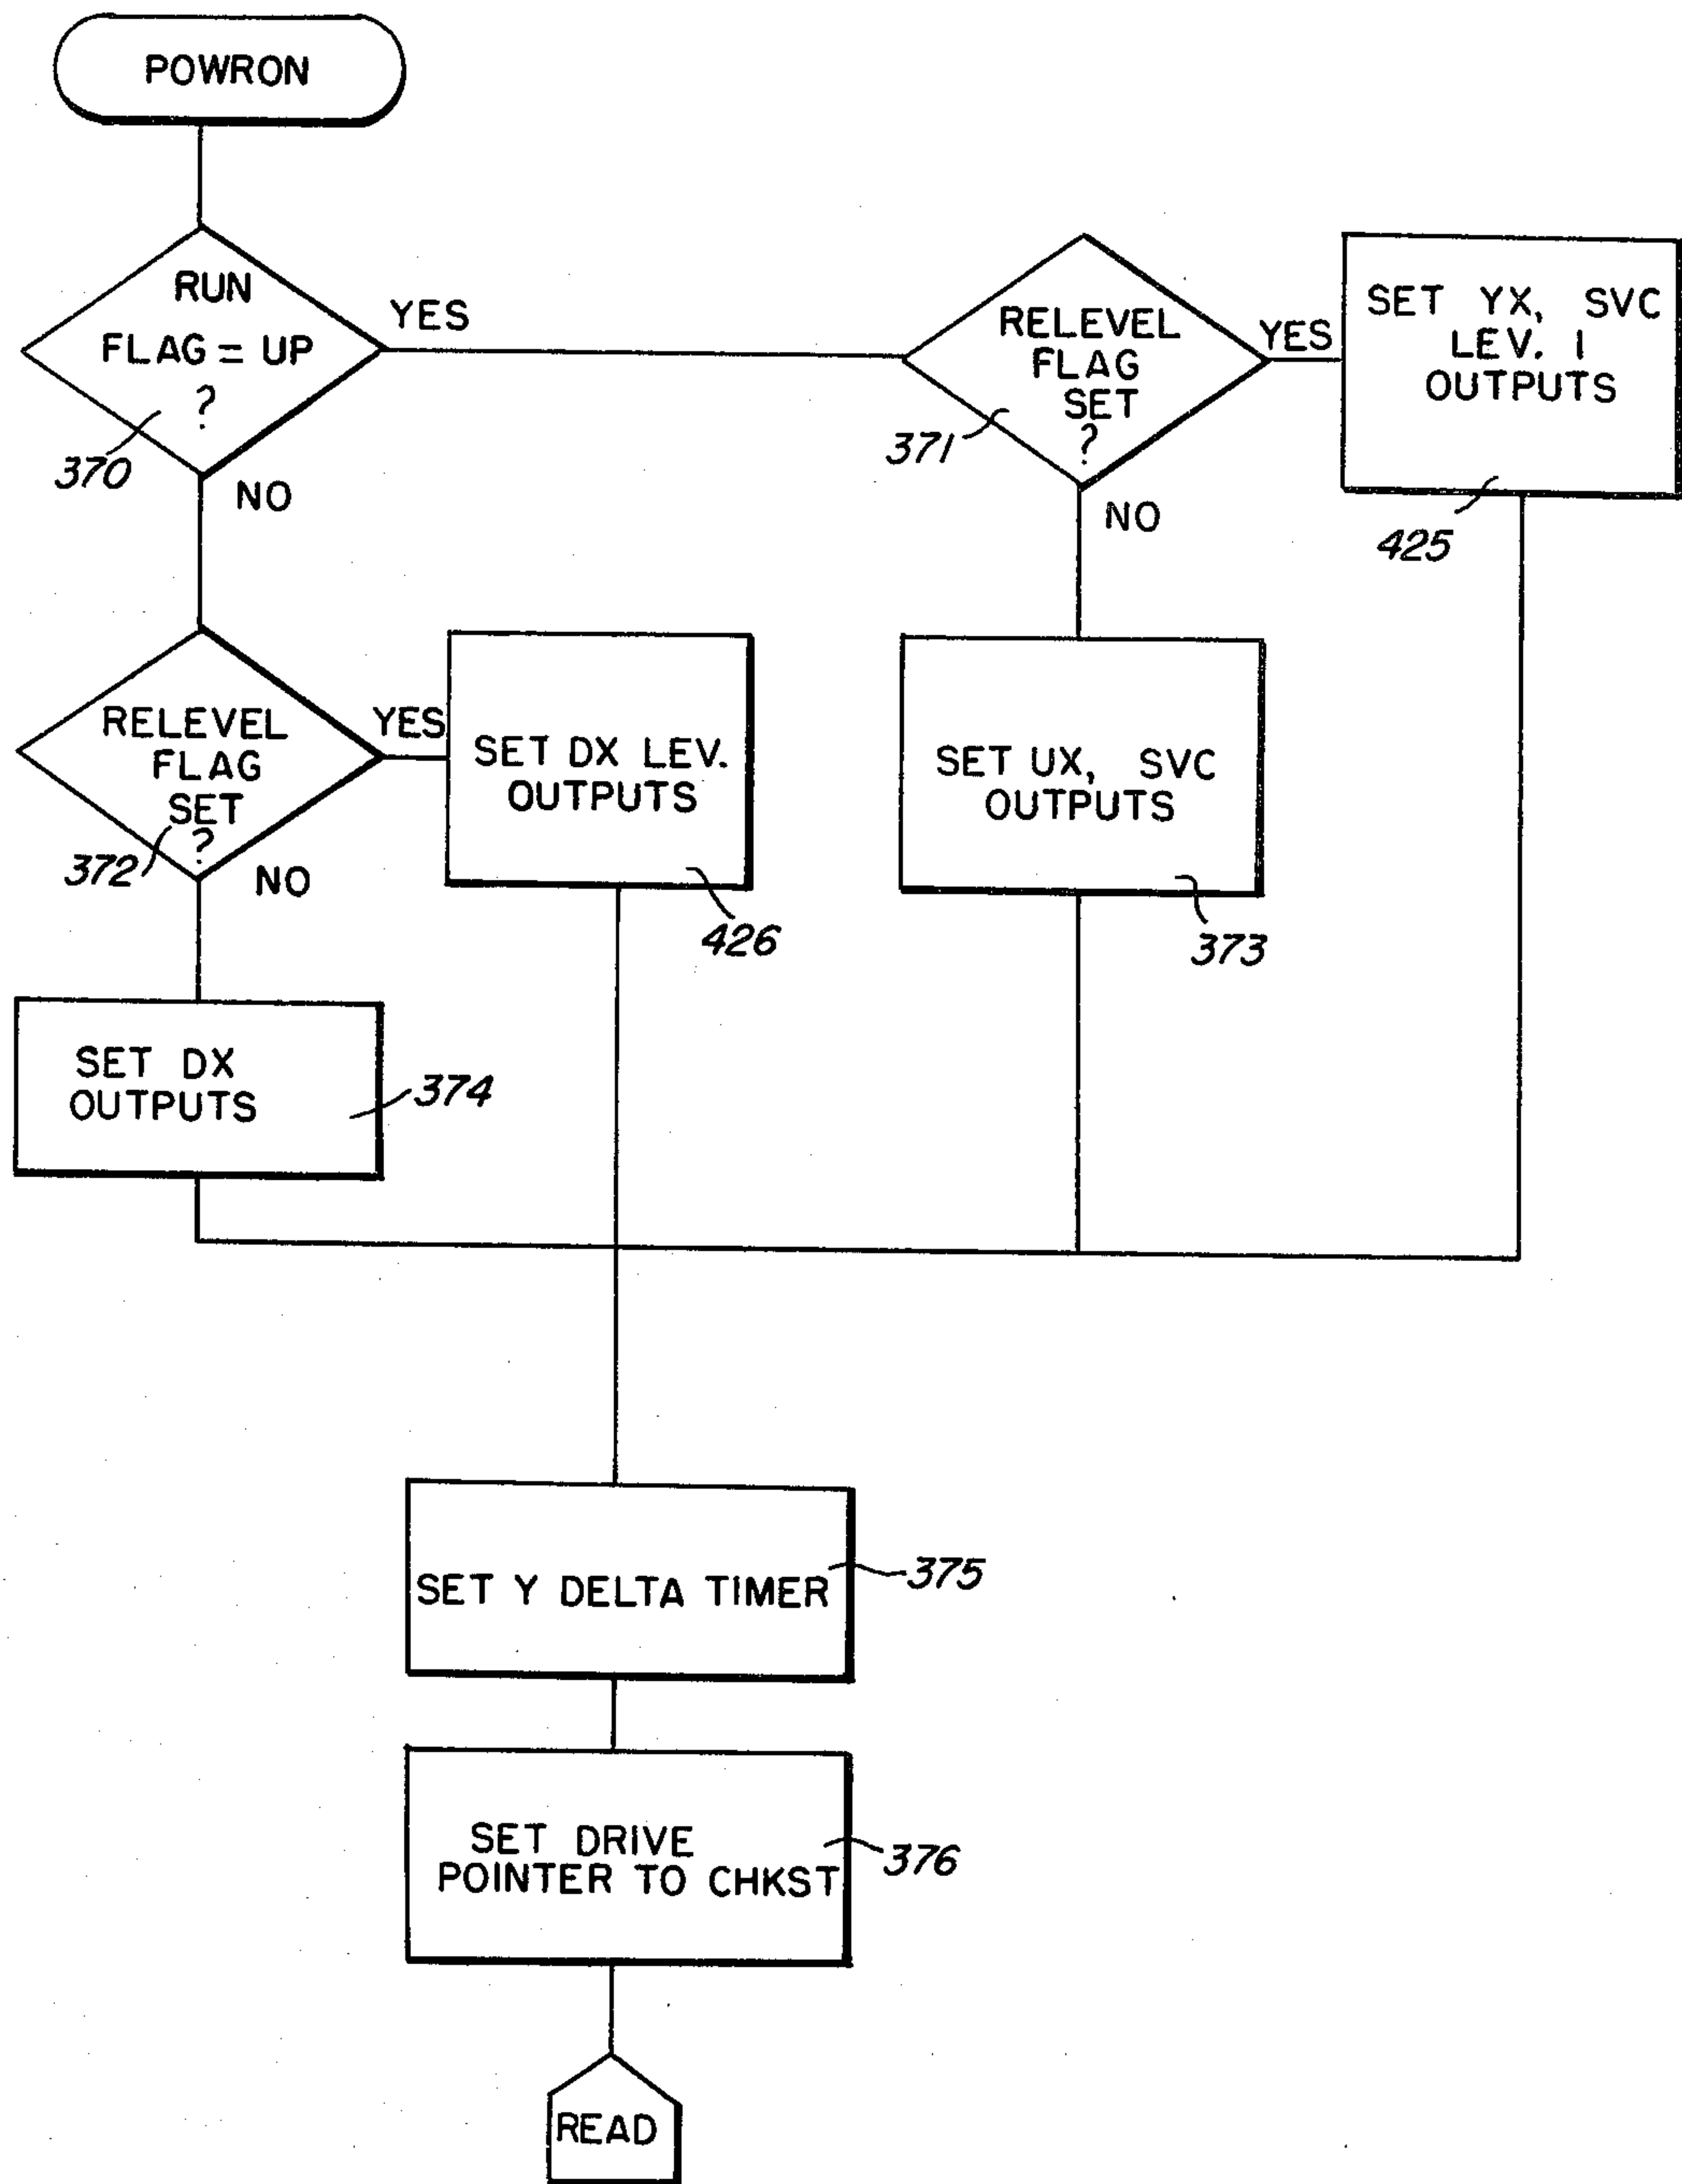 POWRON
RUN
FLAG = UP
?
YES
370
NO
RELEVEL
FLAG
SET
?
371
YES
NO
SET YX, SVC
LEV. 1
OUTPUTS
425
RELEVEL
FLAG
SET
?
372
YES
NO
SET DX LEV.
OUTPUTS
426
SET UX, SVC
OUTPUTS
373
SET DX
OUTPUTS
374
SET Y DELTA TIMER
375
SET DRIVE
POINTER TO CHKST
376
READ